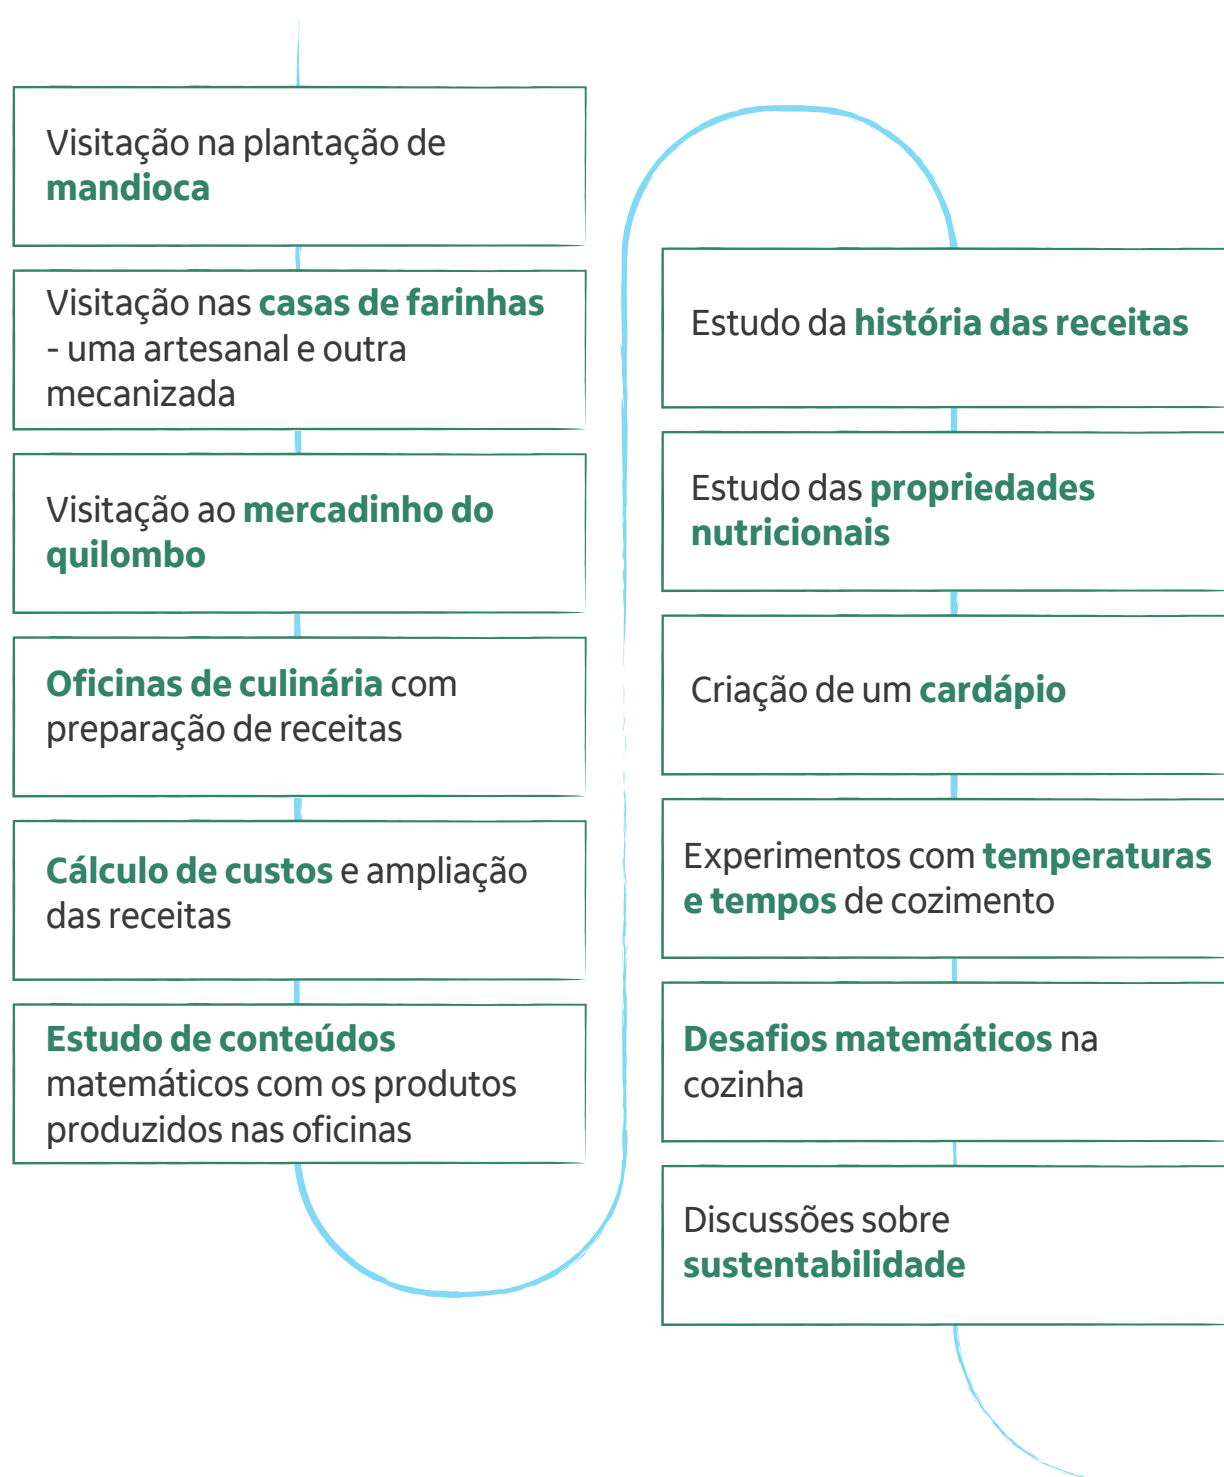 Visitação na plantação de
mandioca
Visitação nas casas de farinhas
- uma artesanal e outra
mecanizada
Visitação ao mercadinho do
quilombo
Oficinas de culinária com
preparação de receitas
Cálculo de custos e ampliação
das receitas
Estudo de conteúdos
matemáticos com os produtos
produzidos nas oficinas
Estudo da história das receitas
Estudo das propriedades
nutricionais
Criação de um cardápio
Experimentos com temperaturas
e tempos de cozimento
Desafios matemáticos na
cozinha
Discussões sobre
sustentabilidade